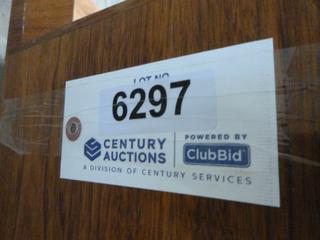 LOT NO
6297
CENTURY
AUCTIONS
POWERED BY
ClubBid
A DIVISION OF CENTURY SERVICES